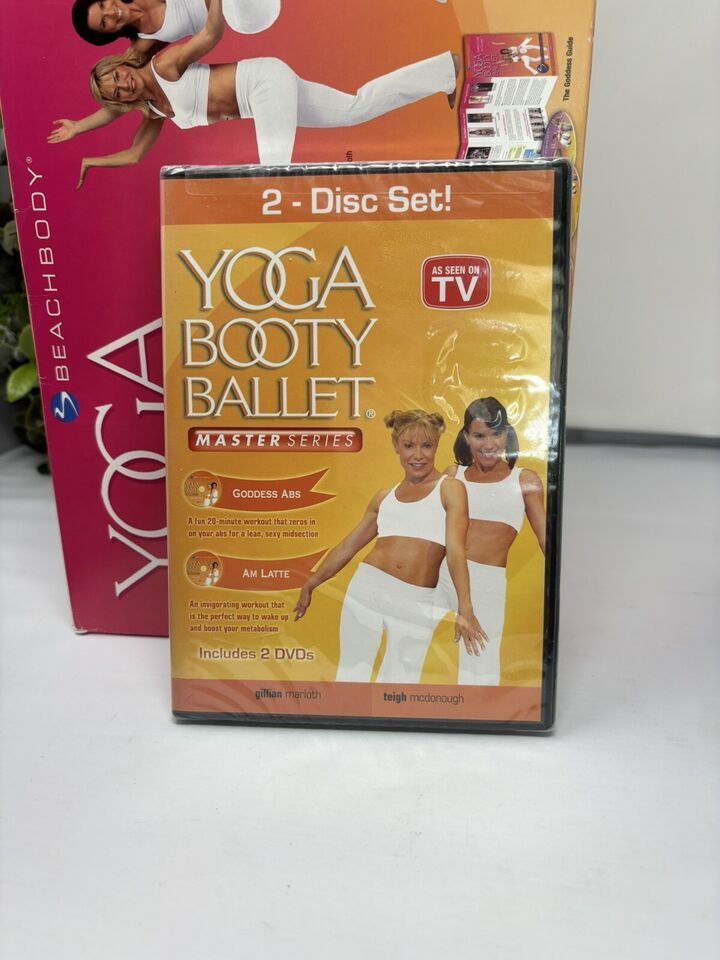 BEACHBODY®
YOGA
YOGA BOOTY BALLET
The Goddess Guide
2 - Disc Set!
YOGA
BOOTY
BALLET®
MASTER SERIES
AS SEEN ON
TV
GODDESS ABS
A fun 20-minute workout that zeros in
on your abs for a lean, sexy midsection
AM LATTE
An invigorating workout that
is the perfect way to wake up
and boost your metabolism
Includes 2 DVDs
gillian marloth
teigh mcdonough